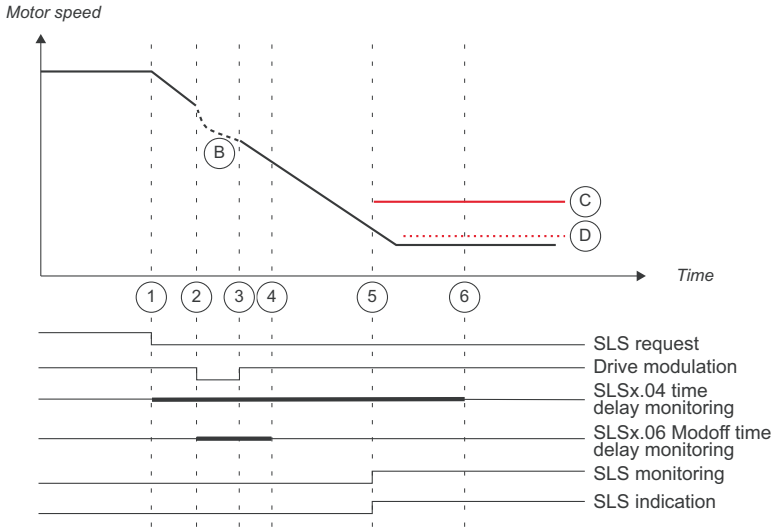 Motor speed
B
C
D
Time
1 2 3 4 5 6
SLS request
Drive modulation
SLSx.04 time
delay monitoring
SLSx.06 Modoff time
delay monitoring
SLS monitoring
SLS indication